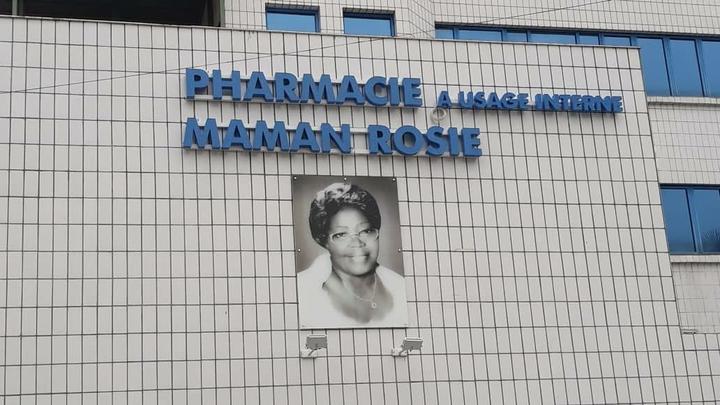 PHARMACIE A USAGE INTERNE
MAMAN ROSIE